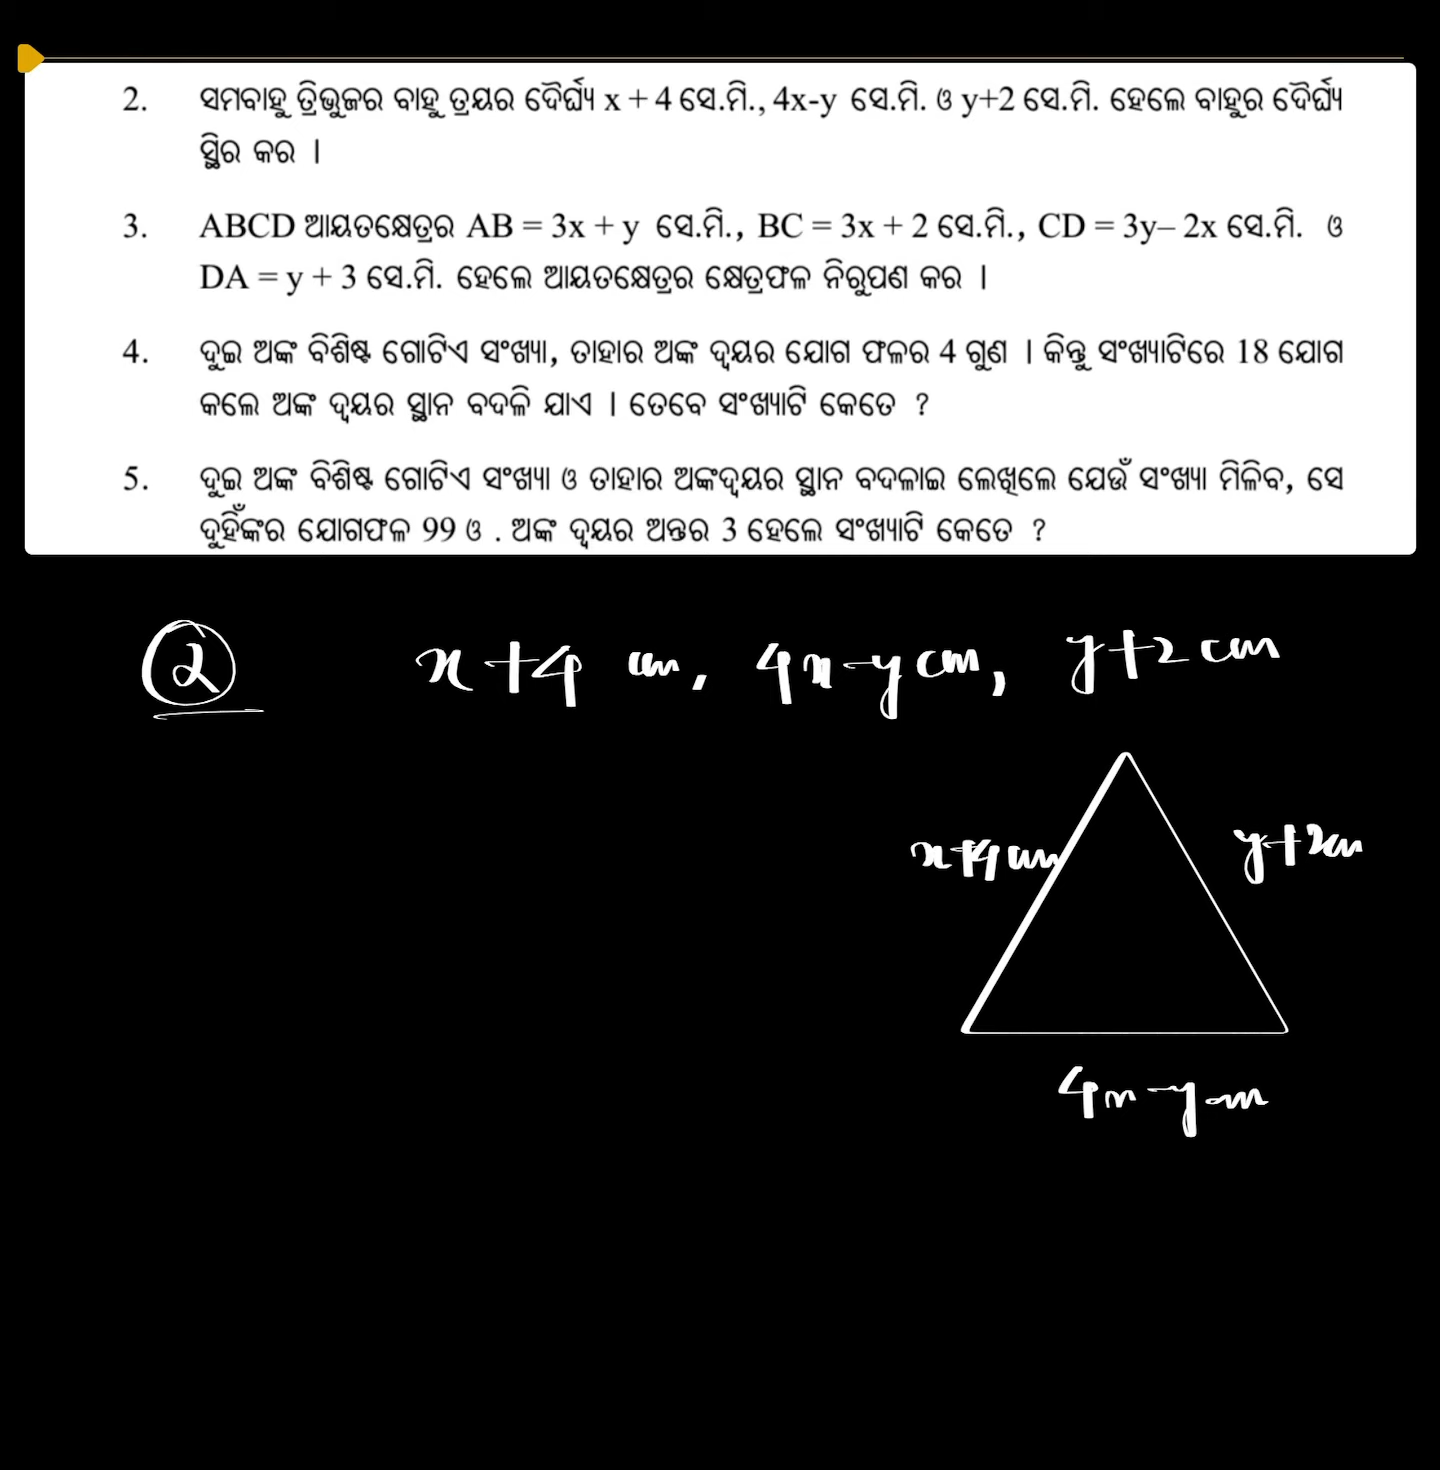 2. ସମବାହୁ ତ୍ରିଭୁଜର ବାହୁ ତ୍ରୟର ଦୈର୍ଘ୍ୟ x + 4 ସେ.ମି., 4x-y ସେ.ମି. ଓ y+2 ସେ.ମି. ହେଲେ ବାହୁର ଦୈର୍ଘ୍ୟ
ସ୍ଥିର କର ।
3. ABCD ଆୟତକ୍ଷେତ୍ରର AB = 3x + y ସେ.ମି., BC = 3x + 2 ସେ.ମି., CD = 3y– 2x ସେ.ମି. ଓ
DA = y + 3 ସେ.ମି. ହେଲେ ଆୟତକ୍ଷେତ୍ରର କ୍ଷେତ୍ରଫଳ ନିରୂପଣ କର ।
4. ଦୁଇ ଅଙ୍କ ବିଶିଷ୍ଟ ଗୋଟିଏ ସଂଖ୍ୟା, ତାହାର ଅଙ୍କ ଦ୍ୱୟର ଯୋଗ ଫଳର 4 ଗୁଣ । କିନ୍ତୁ ସଂଖ୍ୟାଟିରେ 18 ଯୋଗ
କଲେ ଅଙ୍କ ଦ୍ୱୟର ସ୍ଥାନ ବଦଳି ଯାଏ । ତେବେ ସଂଖ୍ୟାଟି କେତେ ?
5. ଦୁଇ ଅଙ୍କ ବିଶିଷ୍ଟ ଗୋଟିଏ ସଂଖ୍ୟା ଓ ତାହାର ଅଙ୍କଦ୍ୱୟର ସ୍ଥାନ ବଦଳାଇ ଲେଖିଲେ ଯେଉଁ ସଂଖ୍ୟା ମିଳିବ, ସେ
ଦୁହିଁଙ୍କର ଯୋଗଫଳ 99 ଓ . ଅଙ୍କ ଦ୍ୱୟର ଅନ୍ତର 3 ହେଲେ ସଂଖ୍ୟାଟି କେତେ ?
2 x+4 cm, 4x-y cm, y+2 cm
x+4 cm y+2 cm
4x-y cm